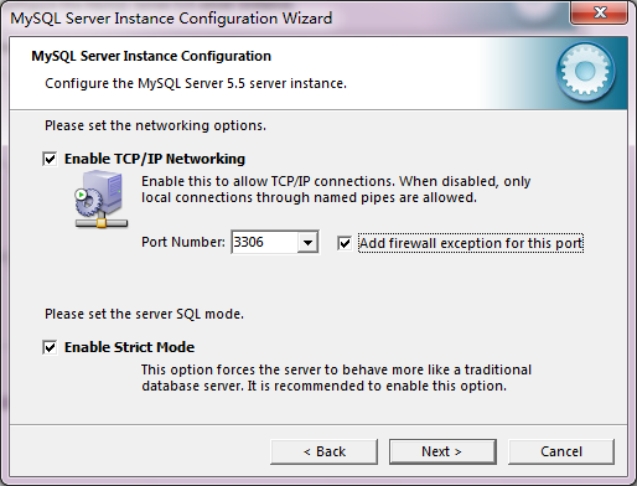 MySQL Server Instance Configuration Wizard
MySQL Server Instance Configuration
Configure the MySQL Server 5.5 server instance.
Please set the networking options.
Enable TCP/IP Networking
Enable this to allow TCP/IP connections. When disabled, only
local connections through named pipes are allowed.
Port Number: 3306 Add firewall exception for this port
Please set the server SQL mode.
Enable Strict Mode
This option forces the server to behave more like a traditional
database server. It is recommended to enable this option.
< Back Next > Cancel